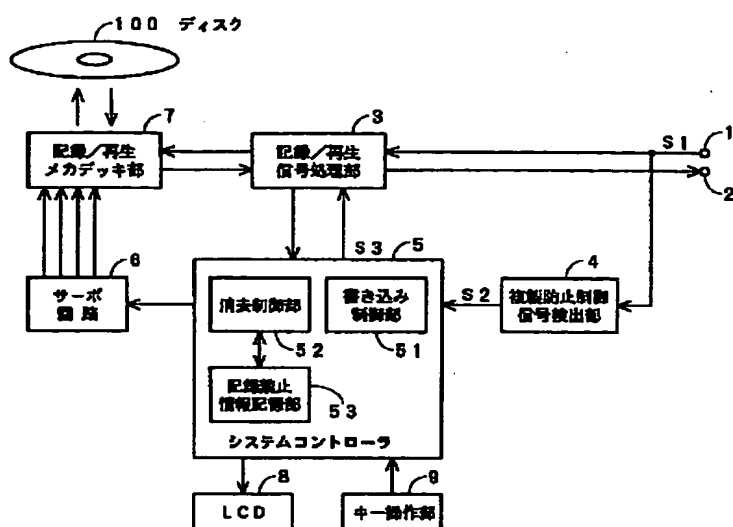 100 ディスク
7
記録/再生
メカデッキ部
3
記録/再生
信号処理部
S1
1
2
6
サーボ
回路
S3
5
消去制御部
52
書き込み
制御部
51
記録禁止
情報記憶部
53
システムコントローラ
S2
4
複製防止制御
信号検出部
8
LCD
9
キー操作部